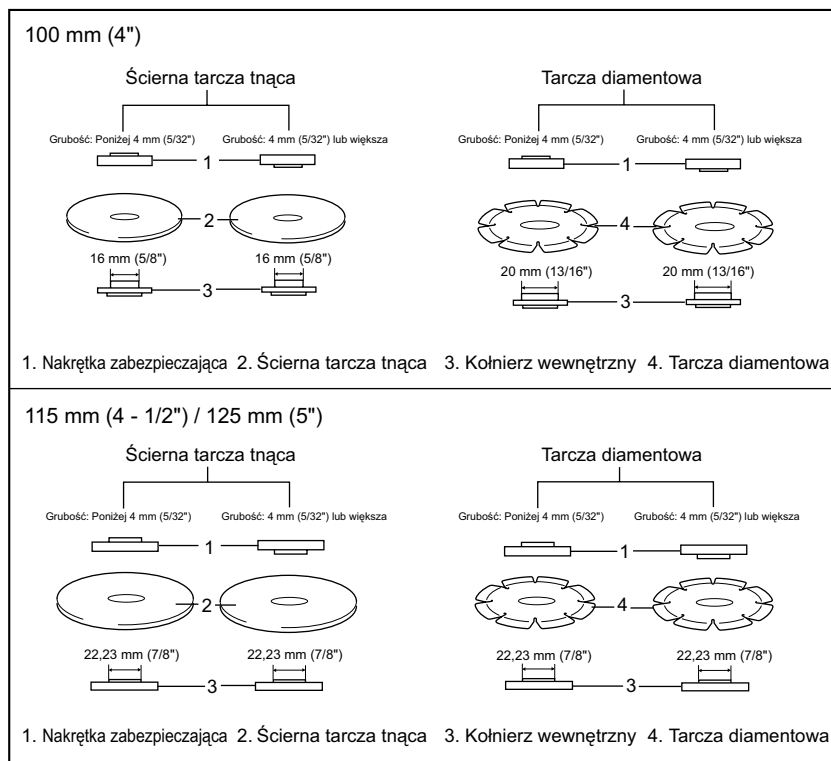 100 mm (4")
Ścierna tarcza tnąca
Tarcza diamentowa
Grubość: Poniżej 4 mm (5/32")
Grubość: 4 mm (5/32") lub większa
Grubość: Poniżej 4 mm (5/32")
Grubość: 4 mm (5/32") lub większa
1
1
2
4
16 mm (5/8")
16 mm (5/8")
20 mm (13/16")
20 mm (13/16")
3
3
1. Nakrętka zabezpieczająca 2. Ścierna tarcza tnąca 3. Kołnierz wewnętrzny 4. Tarcza diamentowa
115 mm (4 - 1/2") / 125 mm (5")
Ścierna tarcza tnąca
Tarcza diamentowa
Grubość: Poniżej 4 mm (5/32")
Grubość: 4 mm (5/32") lub większa
Grubość: Poniżej 4 mm (5/32")
Grubość: 4 mm (5/32") lub większa
1
1
2
4
22,23 mm (7/8")
22,23 mm (7/8")
22,23 mm (7/8")
22,23 mm (7/8")
3
3
1. Nakrętka zabezpieczająca 2. Ścierna tarcza tnąca 3. Kołnierz wewnętrzny 4. Tarcza diamentowa